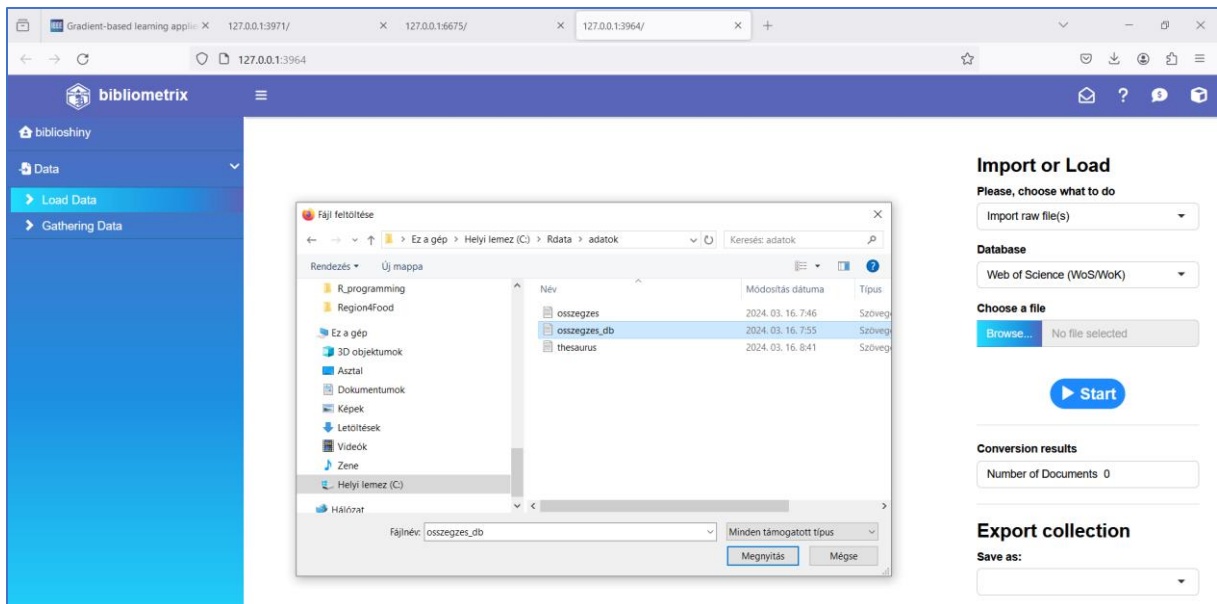 Gradient-based learning applic
127.0.0.1:3971/
127.0.0.1:6675/
127.0.0.1:3964/
127.0.0.1:3964
bibliometrix
biblioshiny
Data
Load Data
Gathering Data
Fájl feltöltése
Ez a gép > Helyi lemez (C:) > Rdata > adatok
Keresés: adatok
Rendezés
Új mappa
R_programming
Region4Food
Ez a gép
3D objektumok
Asztal
Dokumentumok
Képek
Letöltések
Videók
Zene
Helyi lemez (C:)
Hálózat
Név Módosítás dátuma Típus
osszegzes 2024. 03. 16. 7:46 Szöveg
osszegzes_db 2024. 03. 16. 7:55 Szöveg
thesaurus 2024. 03. 16. 8:41 Szöveg
Fájlnév: osszegzes_db
Minden támogatott típus
Megnyitás Mégse
Import or Load
Please, choose what to do
Import raw file(s)
Database
Web of Science (WoS/WoK)
Choose a file
Browse... No file selected
Start
Conversion results
Number of Documents 0
Export collection
Save as: